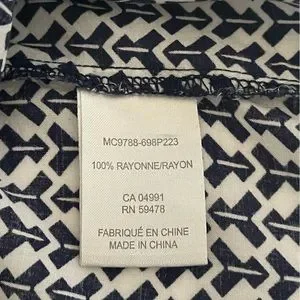 MC9788-698P223
100% RAYONNE/RAYON
CA 04991
RN 59478
FABRIQUÉ EN CHINE
MADE IN CHINA